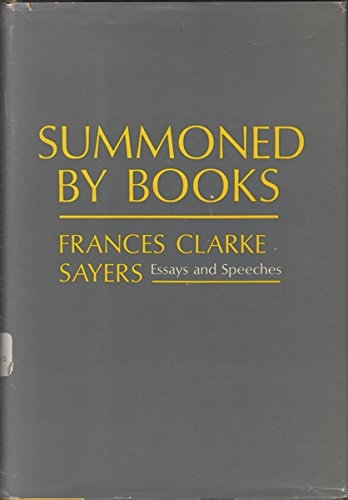 SUMMONED
BY BOOKS
FRANCES CLARKE
SAYERS Essays and Speeches